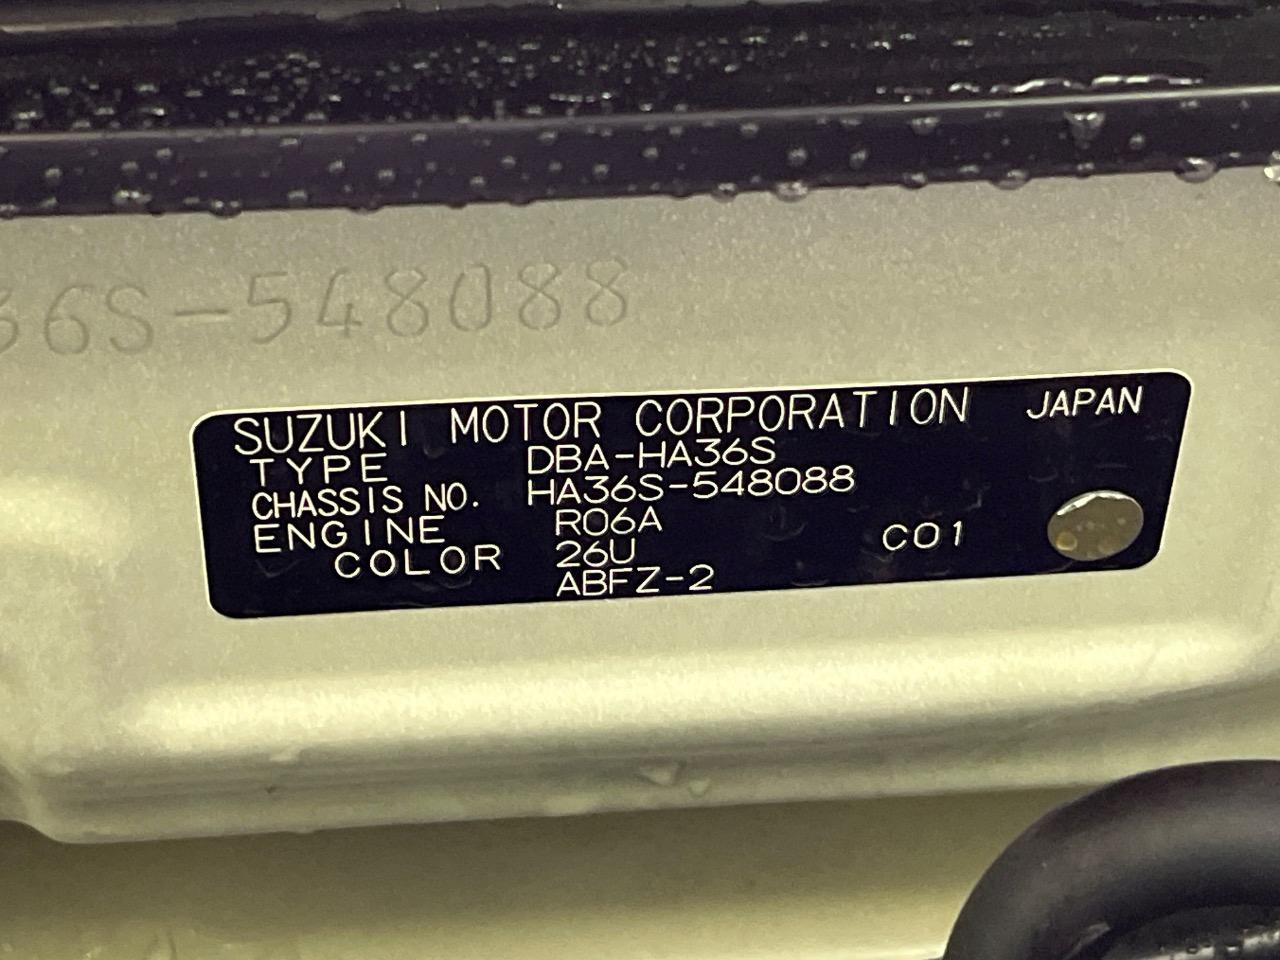 36S-548088
SUZUKI MOTOR CORPORATION JAPAN
TYPE DBA-HA36S
CHASSIS NO. HA36S-548088
ENGINE R06A
COLOR 26U C01
ABFZ-2